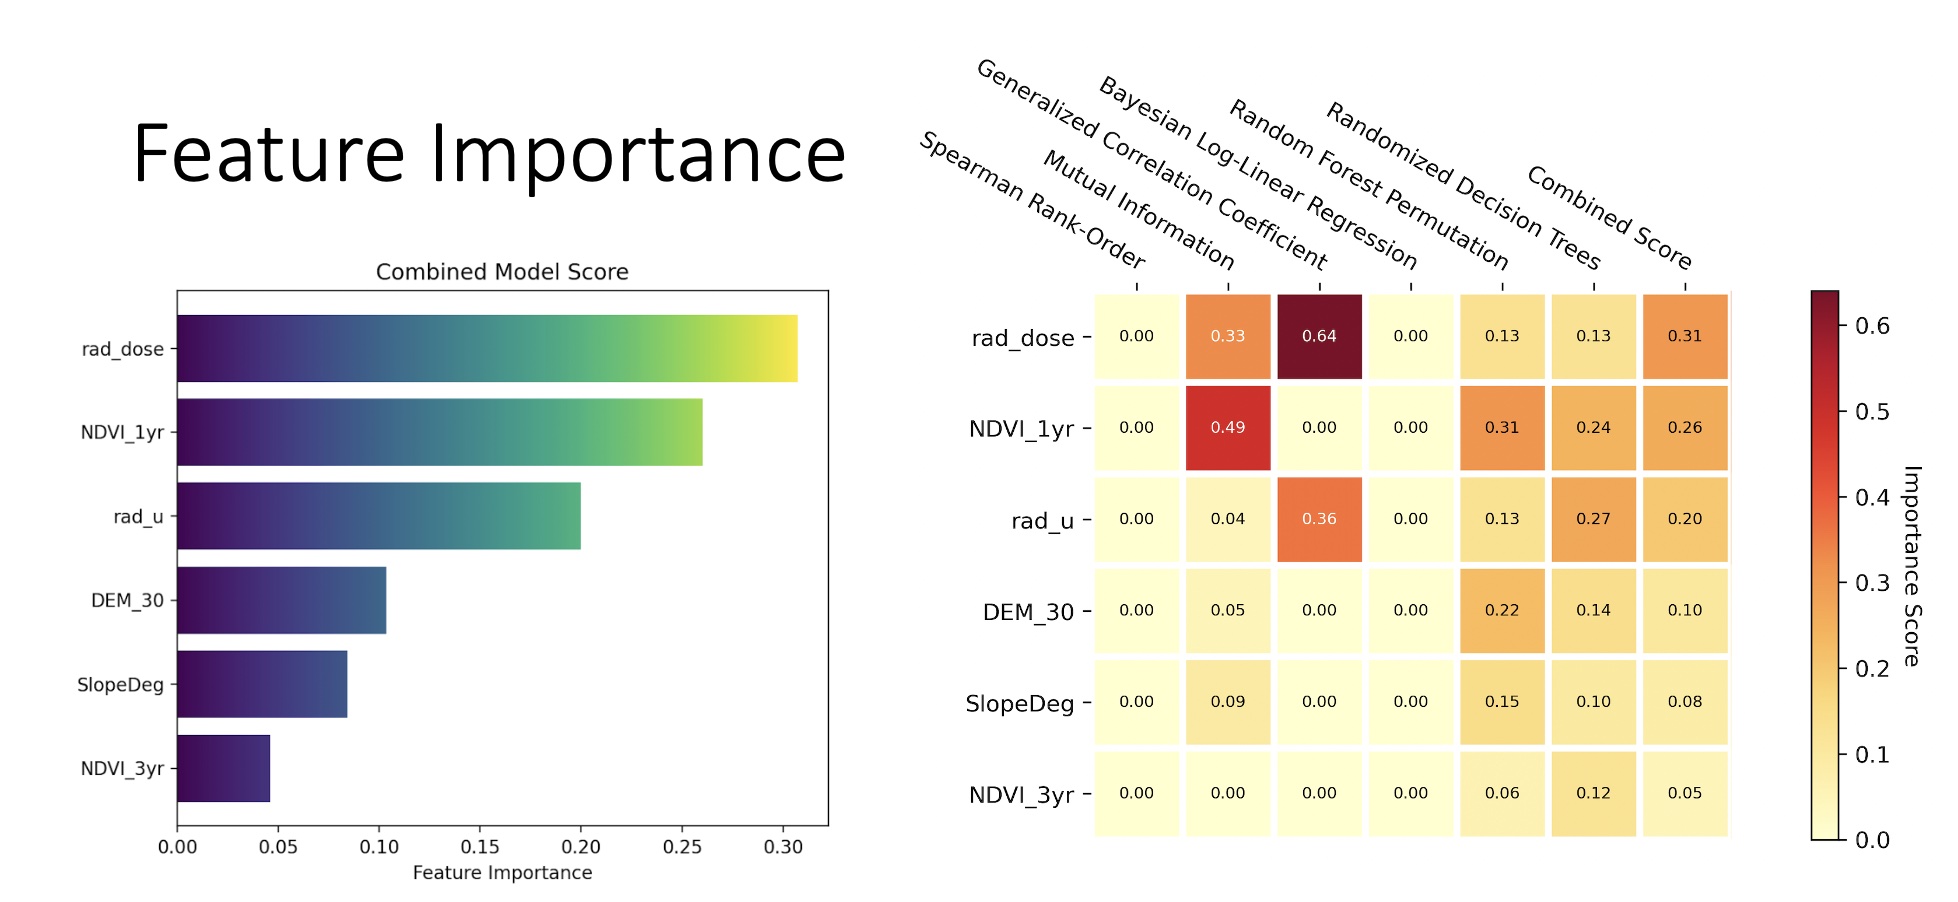 Feature Importance
Combined Model Score
rad_dose
NDVI_1yr
rad_u
DEM_30
SlopeDeg
NDVI_3yr
0.00 0.05 0.10 0.15 0.20 0.25 0.30
Feature Importance
Spearman Rank-Order
Mutual Information
Generalized Correlation Coefficient
Bayesian Log-Linear Regression
Random Forest Permutation
Randomized Decision Trees
Combined Score
rad_dose 0.00 0.33 0.64 0.00 0.13 0.13 0.31
NDVI_1yr 0.00 0.49 0.00 0.00 0.31 0.24 0.26
rad_u 0.00 0.04 0.36 0.00 0.13 0.27 0.20
DEM_30 0.00 0.05 0.00 0.00 0.22 0.14 0.10
SlopeDeg 0.00 0.09 0.00 0.00 0.15 0.10 0.08
NDVI_3yr 0.00 0.00 0.00 0.00 0.06 0.12 0.05
0.6
0.5
0.4
0.3
0.2
0.1
0.0
Importance Score